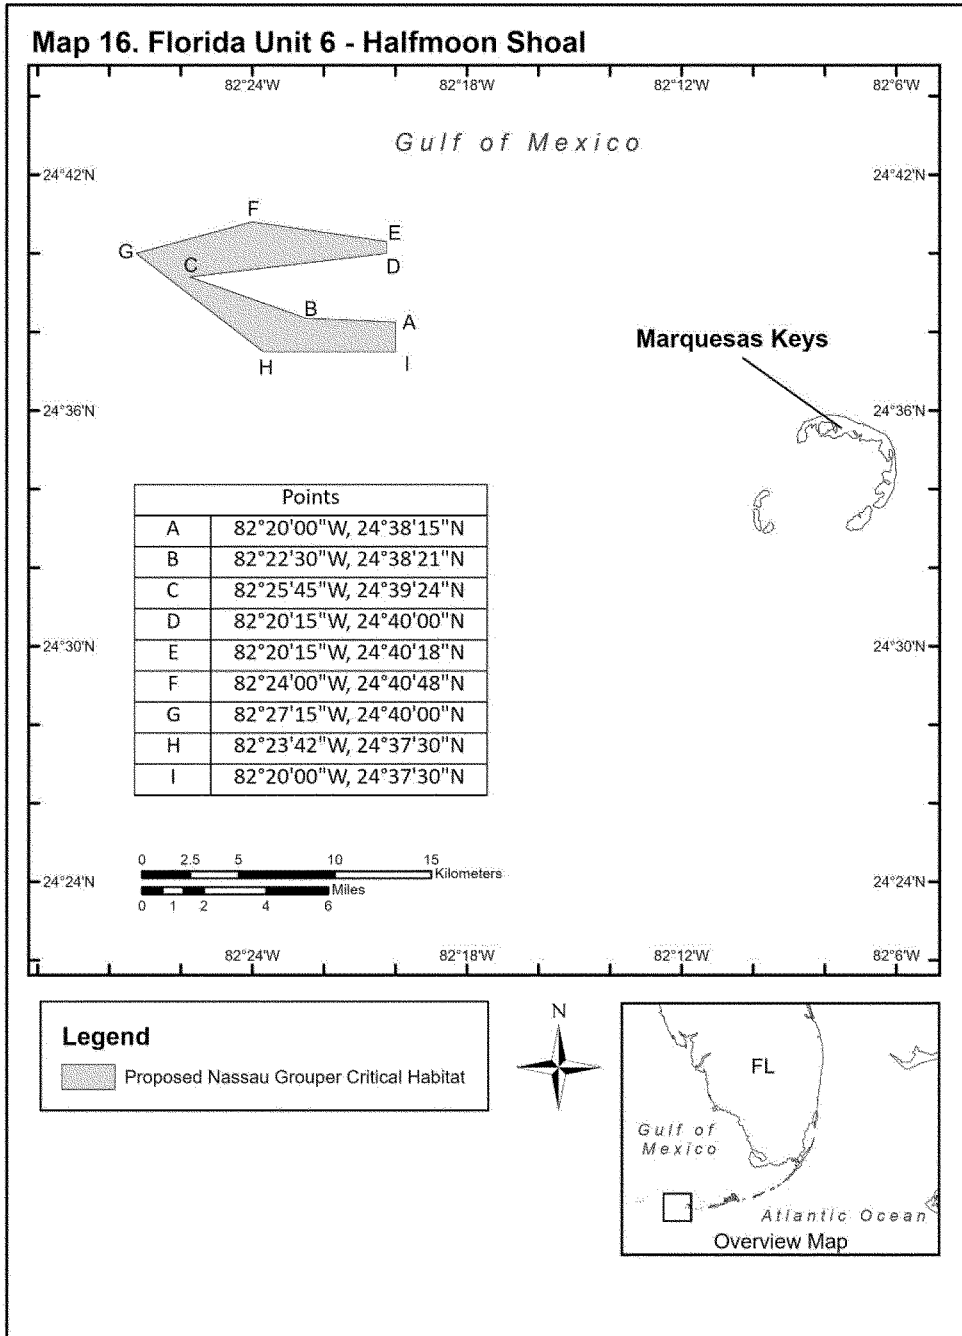 Map 16. Florida Unit 6 - Halfmoon Shoal
82°24'W 82°18'W 82°12'W 82°6'W
Gulf of Mexico
24°42'N 24°42'N
F
E
G
D
C
B
A
H
I
Marquesas Keys
24°36'N 24°36'N
Points
A 82°20'00"W, 24°38'15"N
B 82°22'30"W, 24°38'21"N
C 82°25'45"W, 24°39'24"N
D 82°20'15"W, 24°40'00"N
E 82°20'15"W, 24°40'18"N
F 82°24'00"W, 24°40'48"N
G 82°27'15"W, 24°40'00"N
H 82°23'42"W, 24°37'30"N
I 82°20'00"W, 24°37'30"N
24°30'N 24°30'N
0 2.5 5 10 15
Kilometers
Miles
0 1 2 4 6
24°24'N 24°24'N
82°24'W 82°18'W 82°12'W 82°6'W
Legend
Proposed Nassau Grouper Critical Habitat
N
FL
Gulf of
Mexico
Atlantic Ocean
Overview Map